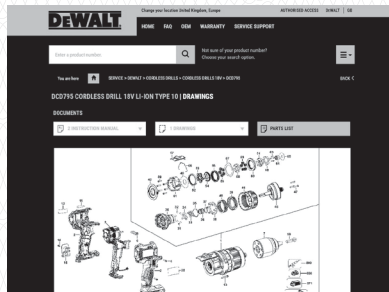 DEWALT
Change your location United Kingdom, Europe
AUTHORISED ACCESS DEWALT GB
HOME FAQ OEM WARRANTY SERVICE SUPPORT
Enter a product number
Not sure of your product number?
Choose your search option.
You are here
SERVICE > DEWALT > CORDLESS DRILLS > CORDLESS DRILLS 18V > DCD795
BACK
DCD795 CORDLESS DRILL 18V LI-ION TYPE 10 | DRAWINGS
DOCUMENTS
2 INSTRUCTION MANUAL
1 DRAWINGS
PARTS LIST